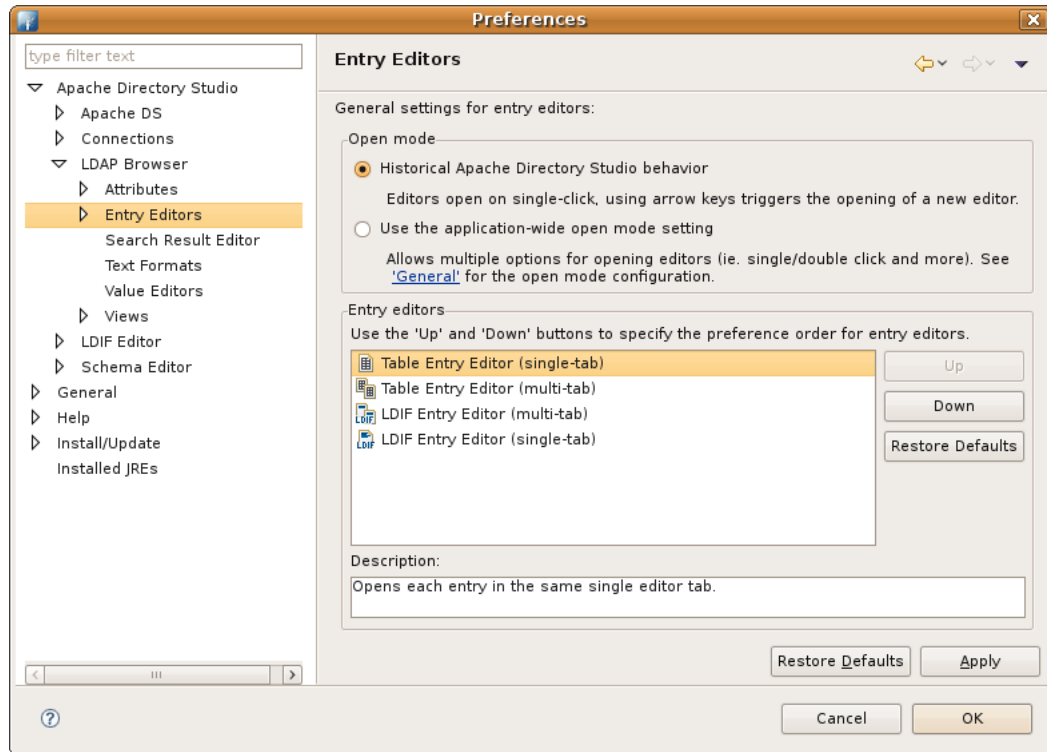 Preferences
type filter text
Apache Directory Studio
Apache DS
Connections
LDAP Browser
Attributes
Entry Editors
Search Result Editor
Text Formats
Value Editors
Views
LDIF Editor
Schema Editor
General
Help
Install/Update
Installed JREs
Entry Editors
General settings for entry editors:
Open mode
Historical Apache Directory Studio behavior
Editors open on single-click, using arrow keys triggers the opening of a new editor.
Use the application-wide open mode setting
Allows multiple options for opening editors (ie. single/double click and more). See
'General' for the open mode configuration.
Entry editors
Use the 'Up' and 'Down' buttons to specify the preference order for entry editors.
Table Entry Editor (single-tab)
Table Entry Editor (multi-tab)
LDIF LDIF Entry Editor (multi-tab)
LDIF LDIF Entry Editor (single-tab)
Up
Down
Restore Defaults
Description:
Opens each entry in the same single editor tab.
Restore Defaults
Apply
?
Cancel
OK